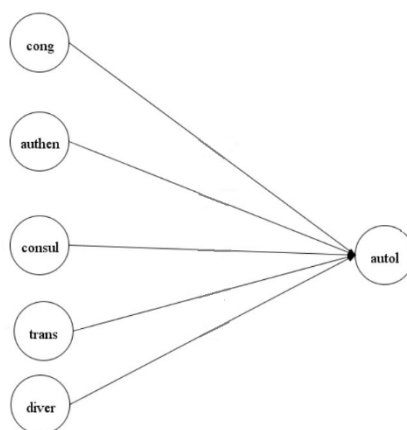 cong
authen
consul
autol
trans
diver